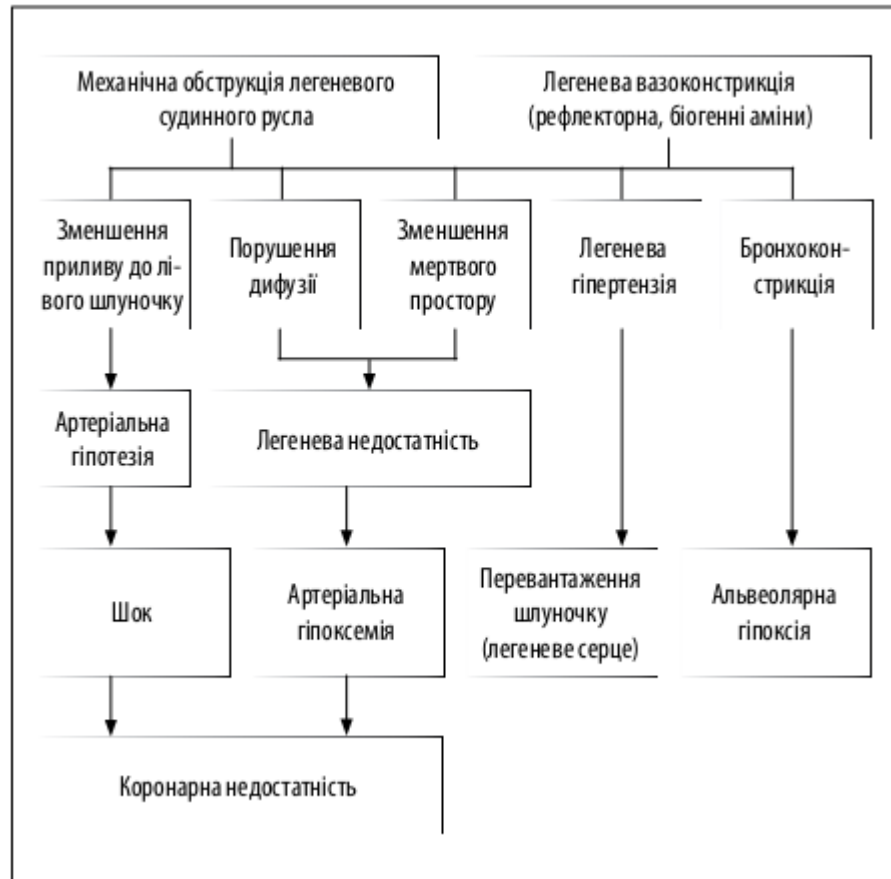 Механічна обструкція легеневого
судинного русла
Легенева вазоконстрикція
(рефлекторна, біогенні аміни)
Зменшення
приливу до лі-
вого шлуночку
Порушення
дифузії
Зменшення
мертвого
простору
Легенева
гіпертензія
Бронхокон-
стрикція
Артеріальна
гіпотезія
Легенева недостатність
Шок
Артеріальна
гіпоксемія
Перевантаження
шлуночку
(легеневе серце)
Альвеолярна
гіпоксія
Коронарна недостатність